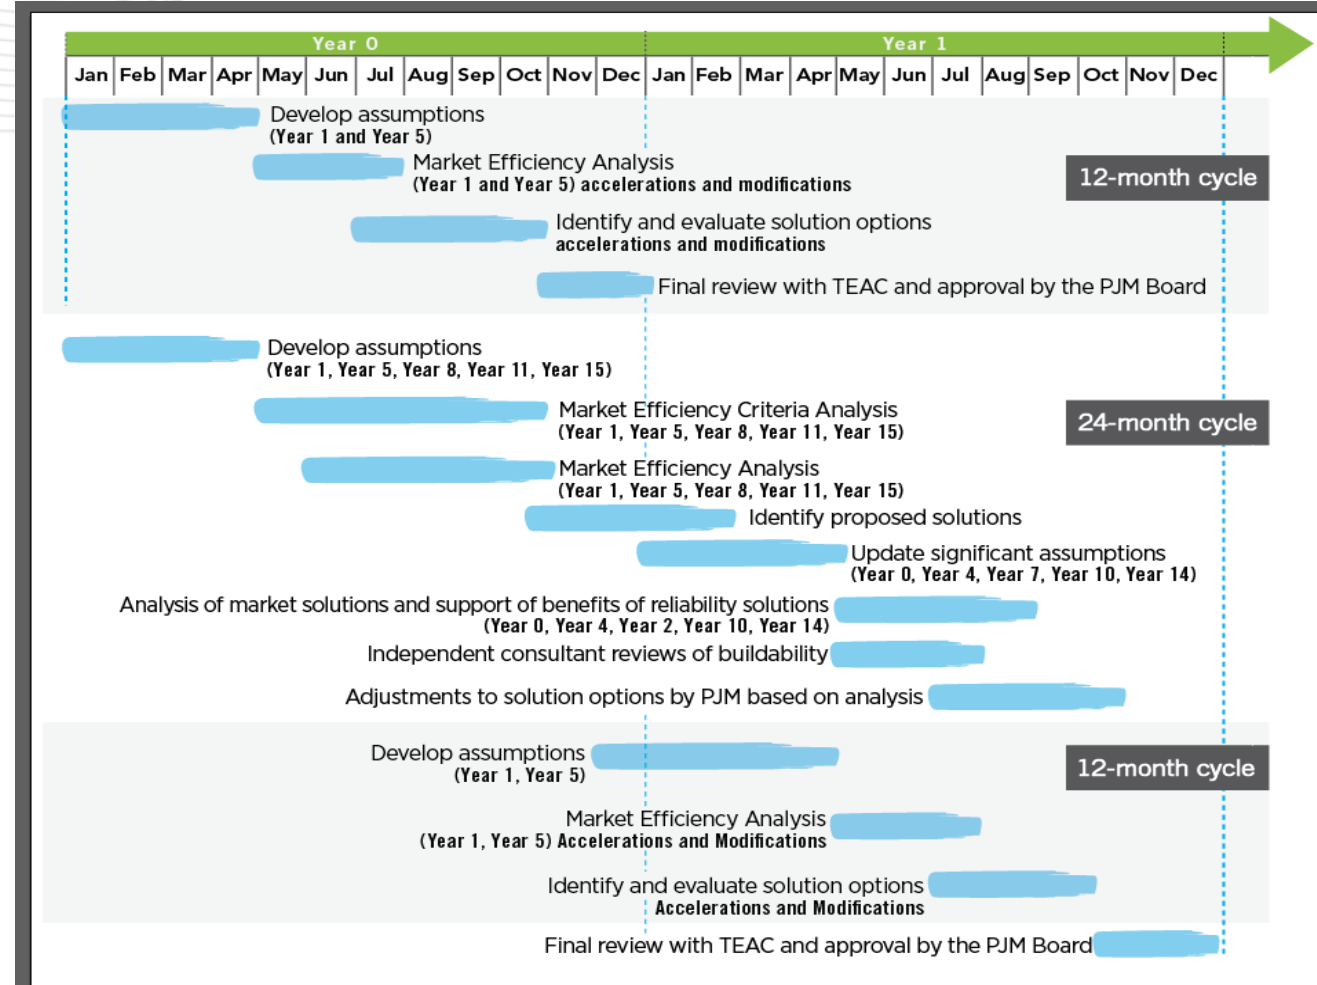 Year 0
Year 1
Jan Feb Mar Apr May Jun Jul Aug Sep Oct Nov Dec Jan Feb Mar Apr May Jun Jul Aug Sep Oct Nov Dec
Develop assumptions
(Year 1 and Year 5)
Market Efficiency Analysis
(Year 1 and Year 5) accelerations and modifications
12-month cycle
Identify and evaluate solution options
accelerations and modifications
Final review with TEAC and approval by the PJM Board
Develop assumptions
(Year 1, Year 5, Year 8, Year 11, Year 15)
Market Efficiency Criteria Analysis
(Year 1, Year 5, Year 8, Year 11, Year 15)
24-month cycle
Market Efficiency Analysis
(Year 1, Year 5, Year 8, Year 11, Year 15)
Identify proposed solutions
Update significant assumptions
(Year 0, Year 4, Year 7, Year 10, Year 14)
Analysis of market solutions and support of benefits of reliability solutions
(Year 0, Year 4, Year 2, Year 10, Year 14)
Independent consultant reviews of buildability
Adjustments to solution options by PJM based on analysis
Develop assumptions
(Year 1, Year 5)
12-month cycle
Market Efficiency Analysis
(Year 1, Year 5) Accelerations and Modifications
Identify and evaluate solution options
Accelerations and Modifications
Final review with TEAC and approval by the PJM Board